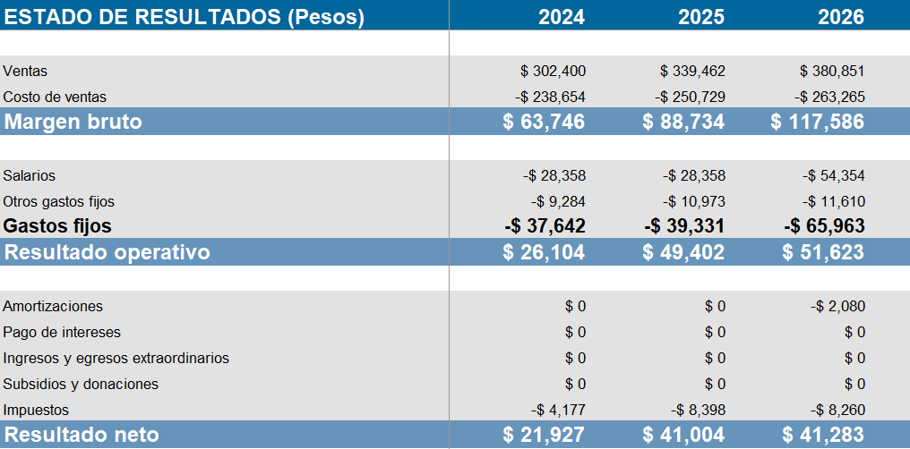 ESTADO DE RESULTADOS (Pesos) 2024 2025 2026
Ventas $ 302,400 $ 339,462 $ 380,851
Costo de ventas -$ 238,654 -$ 250,729 -$ 263,265
Margen bruto $ 63,746 $ 88,734 $ 117,586
Salarios -$ 28,358 -$ 28,358 -$ 54,354
Otros gastos fijos -$ 9,284 -$ 10,973 -$ 11,610
Gastos fijos -$ 37,642 -$ 39,331 -$ 65,963
Resultado operativo $ 26,104 $ 49,402 $ 51,623
Amortizaciones $ 0 $ 0 -$ 2,080
Pago de intereses $ 0 $ 0 $ 0
Ingresos y egresos extraordinarios $ 0 $ 0 $ 0
Subsidios y donaciones $ 0 $ 0 $ 0
Impuestos -$ 4,177 -$ 8,398 -$ 8,260
Resultado neto $ 21,927 $ 41,004 $ 41,283